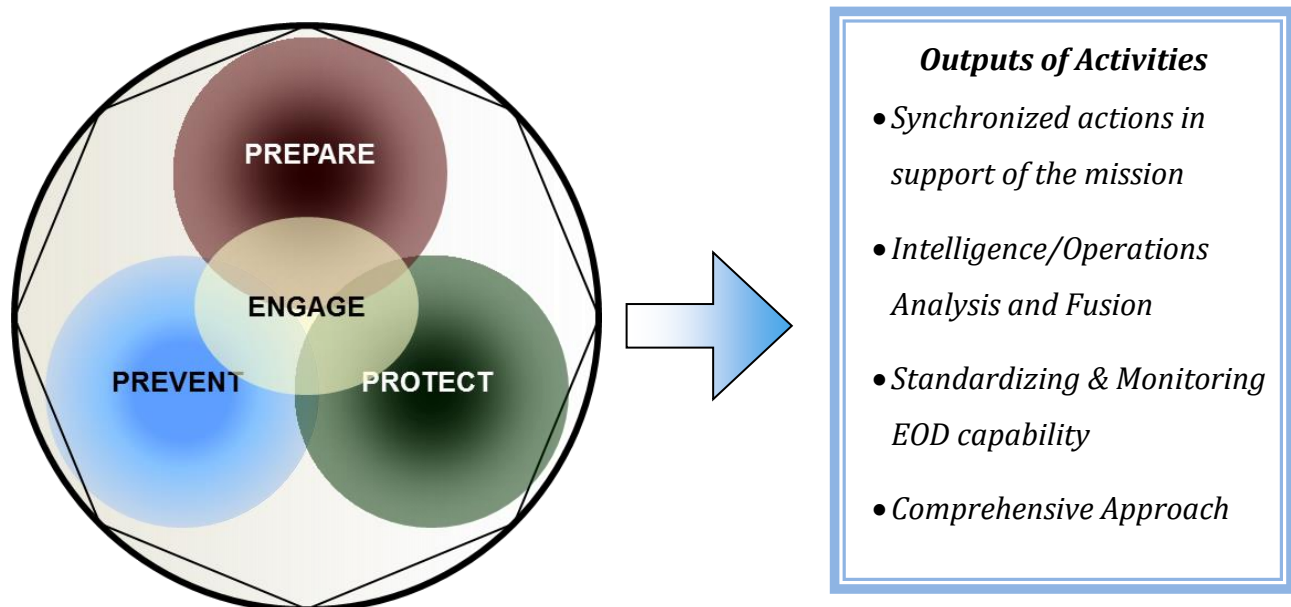 PREPARE
ENGAGE
PREVENT
PROTECT
Outputs of Activities
• Synchronized actions in
support of the mission
• Intelligence/Operations
Analysis and Fusion
• Standardizing & Monitoring
EOD capability
• Comprehensive Approach